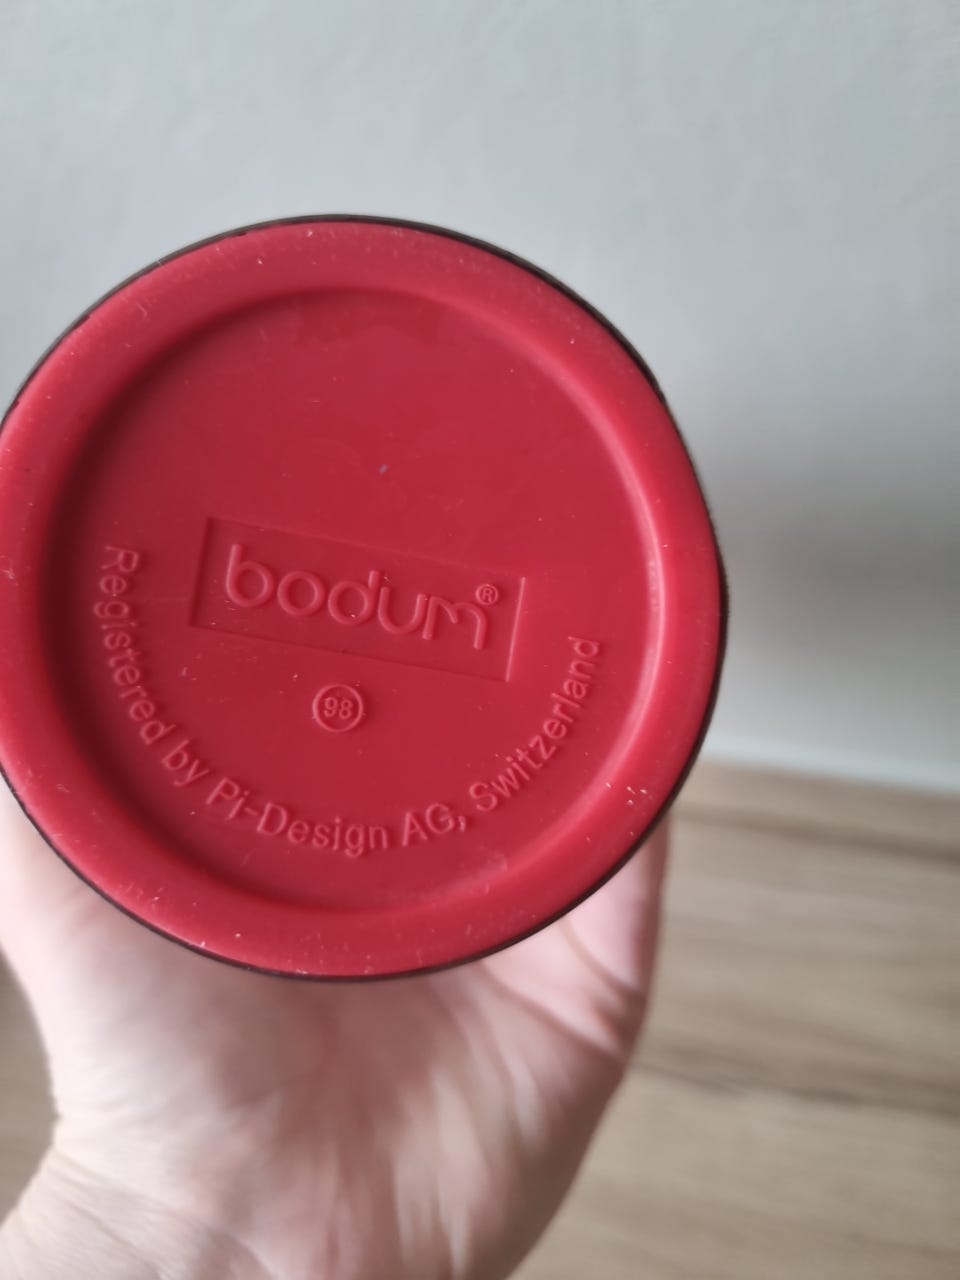 bodum®
98
Registered by Pi-Design AG, Switzerland